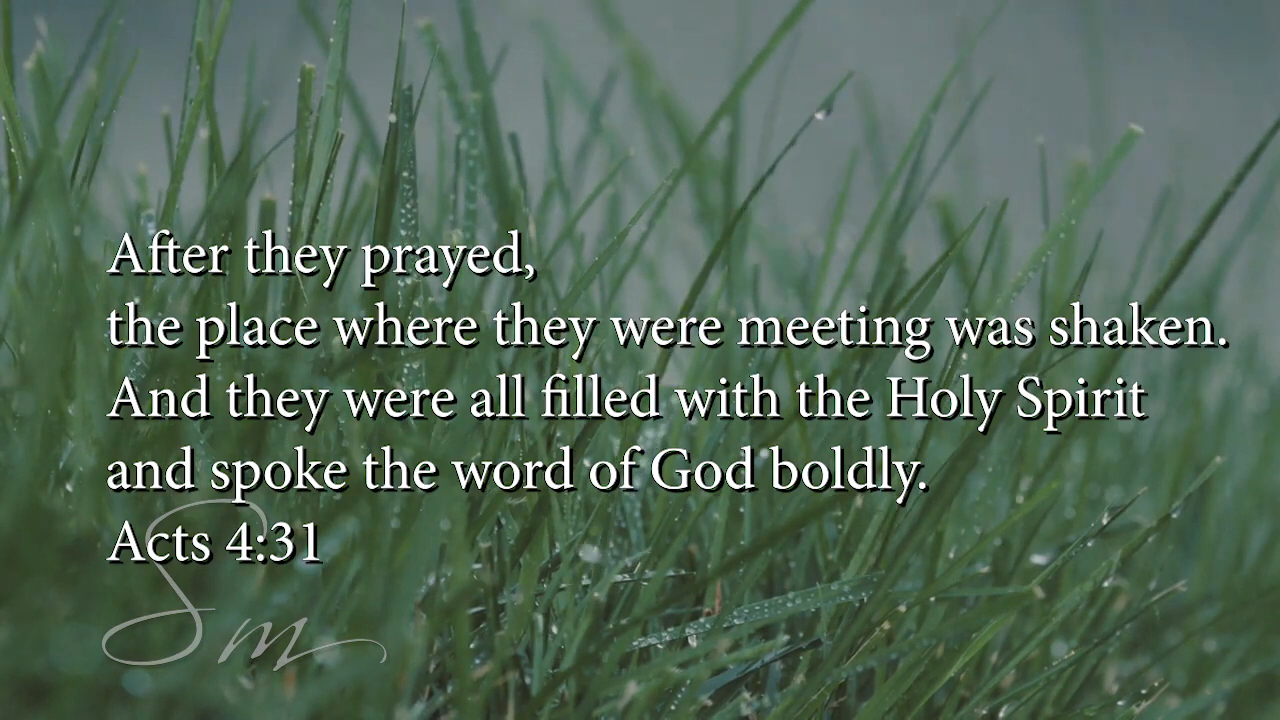 After they prayed,
the place where they were meeting was shaken.
And they were all filled with the Holy Spirit
and spoke the word of God boldly.
Acts 4:31
Sm